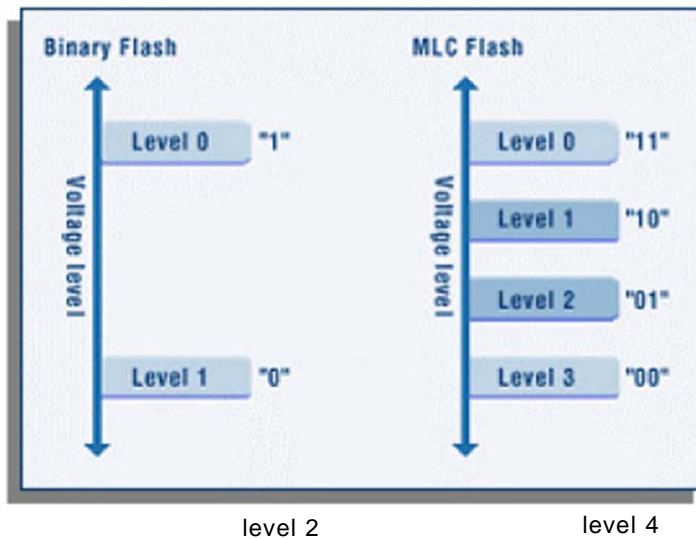 Binary Flash
Voltage level
Level 0 "1"
Level 1 "0"
MLC Flash
Voltage level
Level 0 "11"
Level 1 "10"
Level 2 "01"
Level 3 "00"
level 2
level 4